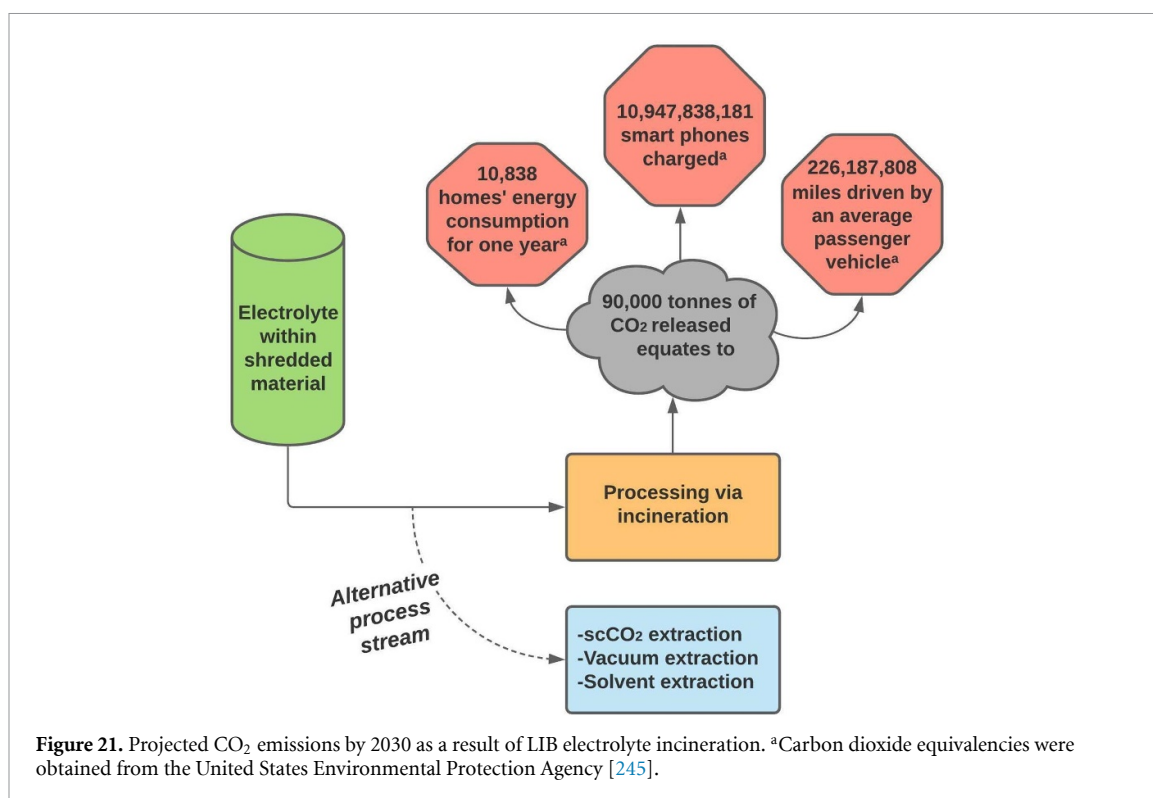 10,947,838,181
smart phones
chargedᵃ
10,838
homes' energy
consumption
for one yearᵃ
226,187,808
miles driven by
an average
passenger
vehicleᵃ
Electrolyte
within
shredded
material
90,000 tonnes of
CO₂ released
equates to
Processing via
incineration
Alternative
process
stream
-scCO₂ extraction
-Vacuum extraction
-Solvent extraction
Figure 21. Projected CO₂ emissions by 2030 as a result of LIB electrolyte incineration. ᵃCarbon dioxide equivalencies were
obtained from the United States Environmental Protection Agency [245].